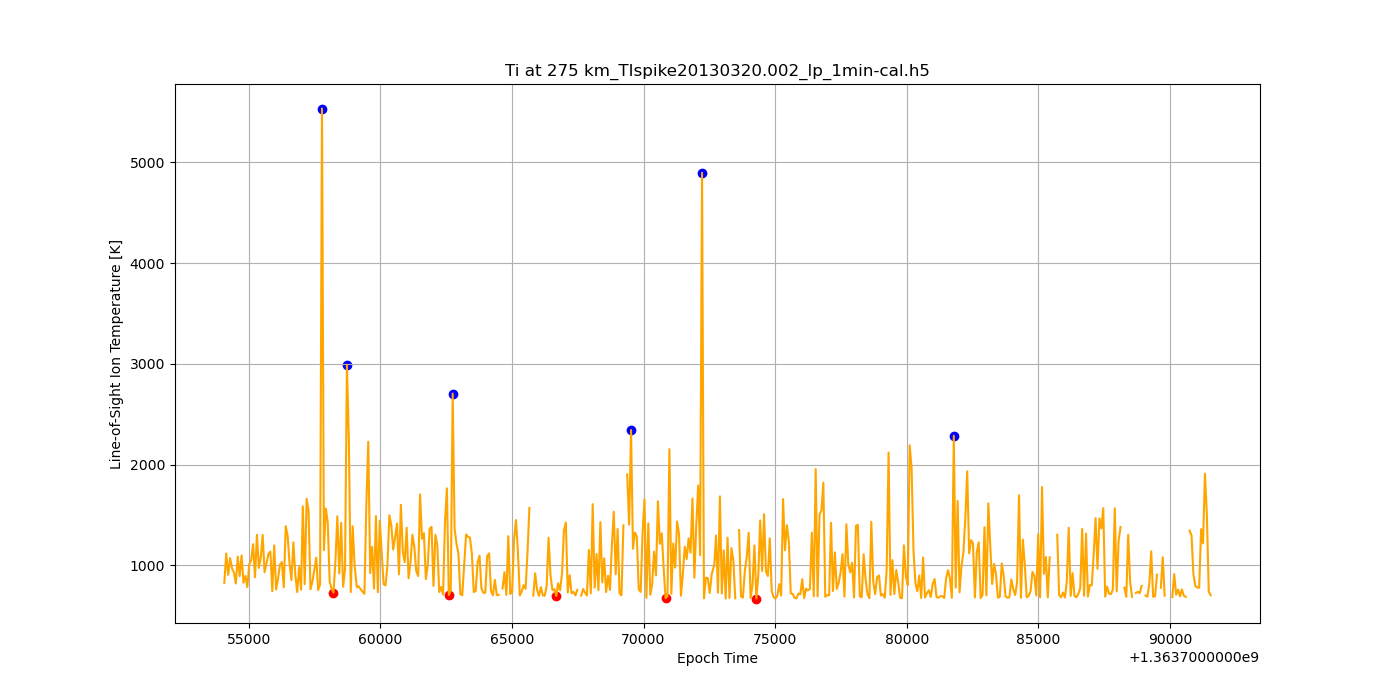 Ti at 275 km_TIspike20130320.002_lp_1min-cal.h5
Line-of-Sight Ion Temperature [K]
5000
4000
3000
2000
1000
55000 60000 65000 70000 75000 80000 85000 90000
Epoch Time
+1.3637000000e9